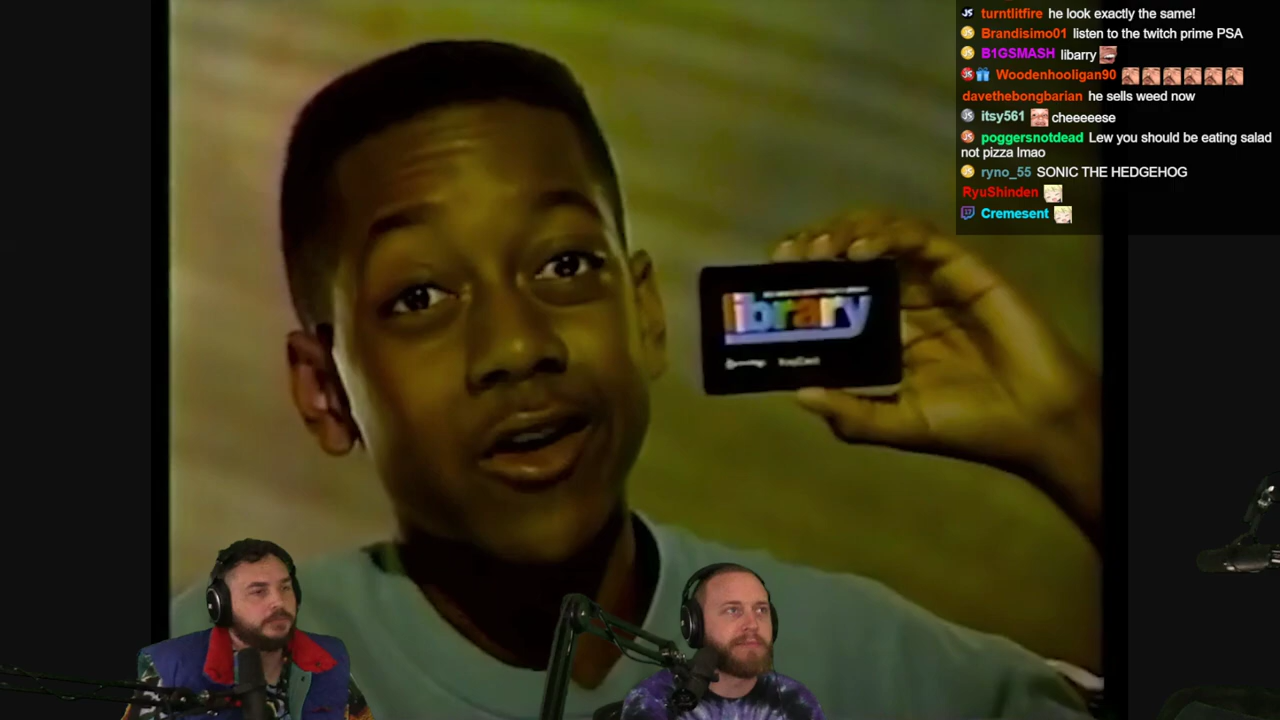 turntlitfire he look exactly the same!
Brandisimo01 listen to the twitch prime PSA
B1GSMASH libarry
Woodenhooligan90
davethebongbarian he sells weed now
itsy561 cheeeeese
poggersnotdead Lew you should be eating salad
not pizza lmao
ryno_55 SONIC THE HEDGEHOG
RyuShinden
Cremesent
library